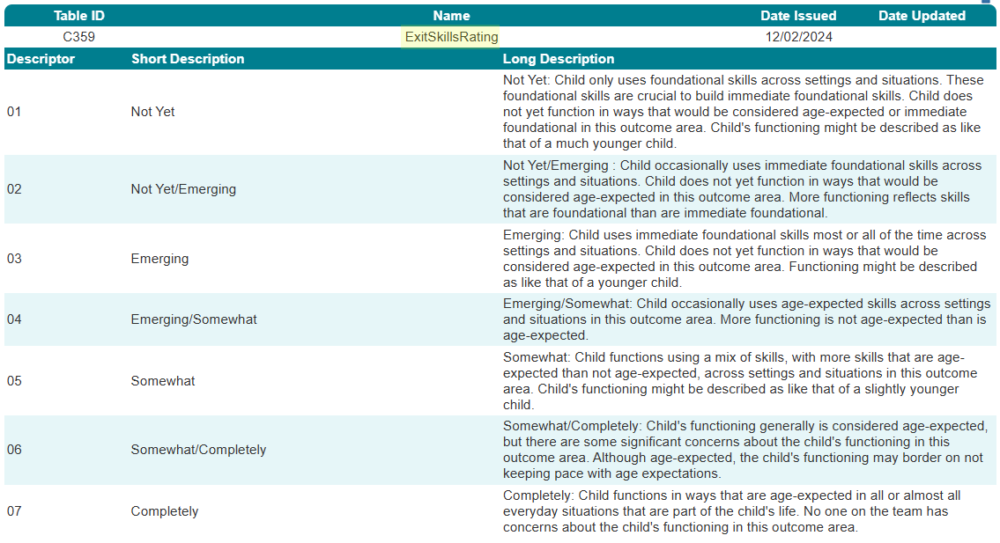 Table ID Name Date Issued Date Updated
C359 ExitSkillsRating 12/02/2024
Descriptor Short Description Long Description
01 Not Yet Not Yet: Child only uses foundational skills across settings and situations. These
foundational skills are crucial to build immediate foundational skills. Child does
not yet function in ways that would be considered age-expected or immediate
foundational in this outcome area. Child's functioning might be described as like
that of a much younger child.
02 Not Yet/Emerging Not Yet/Emerging : Child occasionally uses immediate foundational skills across
settings and situations. Child does not yet function in ways that would be
considered age-expected in this outcome area. More functioning reflects skills
that are foundational than are immediate foundational.
03 Emerging Emerging: Child uses immediate foundational skills most or all of the time across
settings and situations. Child does not yet function in ways that would be
considered age-expected in this outcome area. Functioning might be described
as like that of a younger child.
04 Emerging/Somewhat Emerging/Somewhat: Child occasionally uses age-expected skills across settings
and situations in this outcome area. More functioning is not age-expected than is
age-expected.
05 Somewhat Somewhat: Child functions using a mix of skills, with more skills that are age-
expected than not age-expected, across settings and situations in this outcome
area. Child's functioning might be described as like that of a slightly younger
child.
06 Somewhat/Completely Somewhat/Completely: Child's functioning generally is considered age-expected,
but there are some significant concerns about the child's functioning in this
outcome area. Although age-expected, the child's functioning may border on not
keeping pace with age expectations.
07 Completely Completely: Child functions in ways that are age-expected in all or almost all
everyday situations that are part of the child's life. No one on the team has
concerns about the child's functioning in this outcome area.